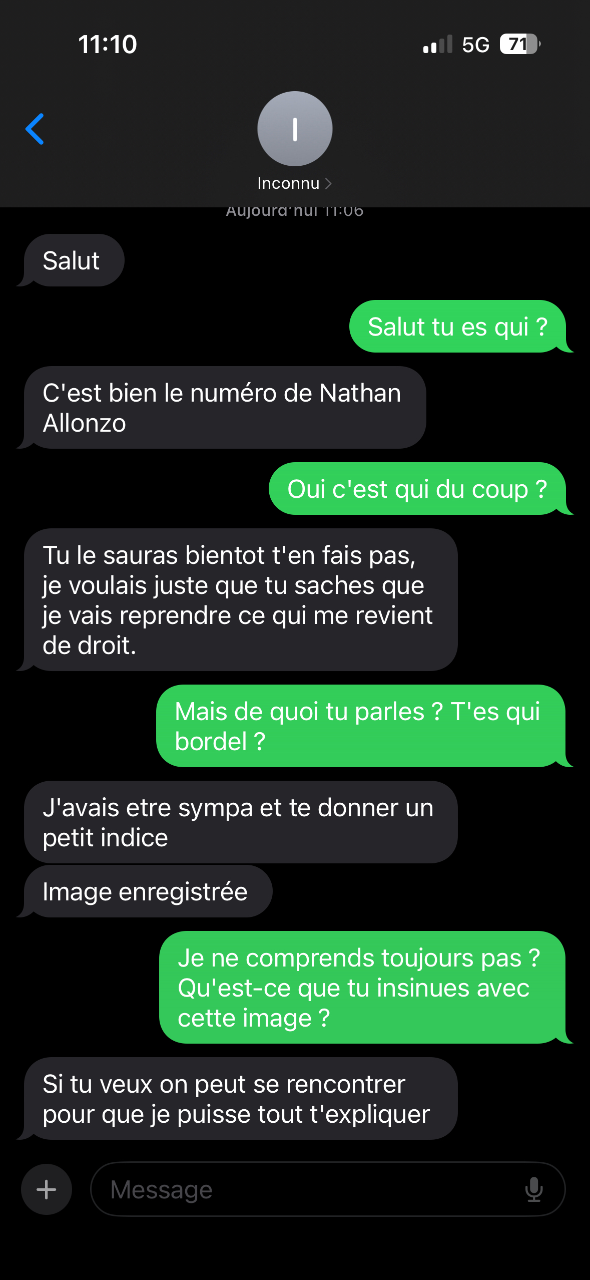 11:10
5G
71
I
Inconnu
Aujourd'hui 11:06
Salut
Salut tu es qui ?
C'est bien le numéro de Nathan
Allonzo
Oui c'est qui du coup ?
Tu le sauras bientot t'en fais pas,
je voulais juste que tu saches que
je vais reprendre ce qui me revient
de droit.
Mais de quoi tu parles ? T'es qui
bordel ?
J'avais etre sympa et te donner un
petit indice
Image enregistrée
Je ne comprends toujours pas ?
Qu'est-ce que tu insinues avec
cette image ?
Si tu veux on peut se rencontrer
pour que je puisse tout t'expliquer
Message